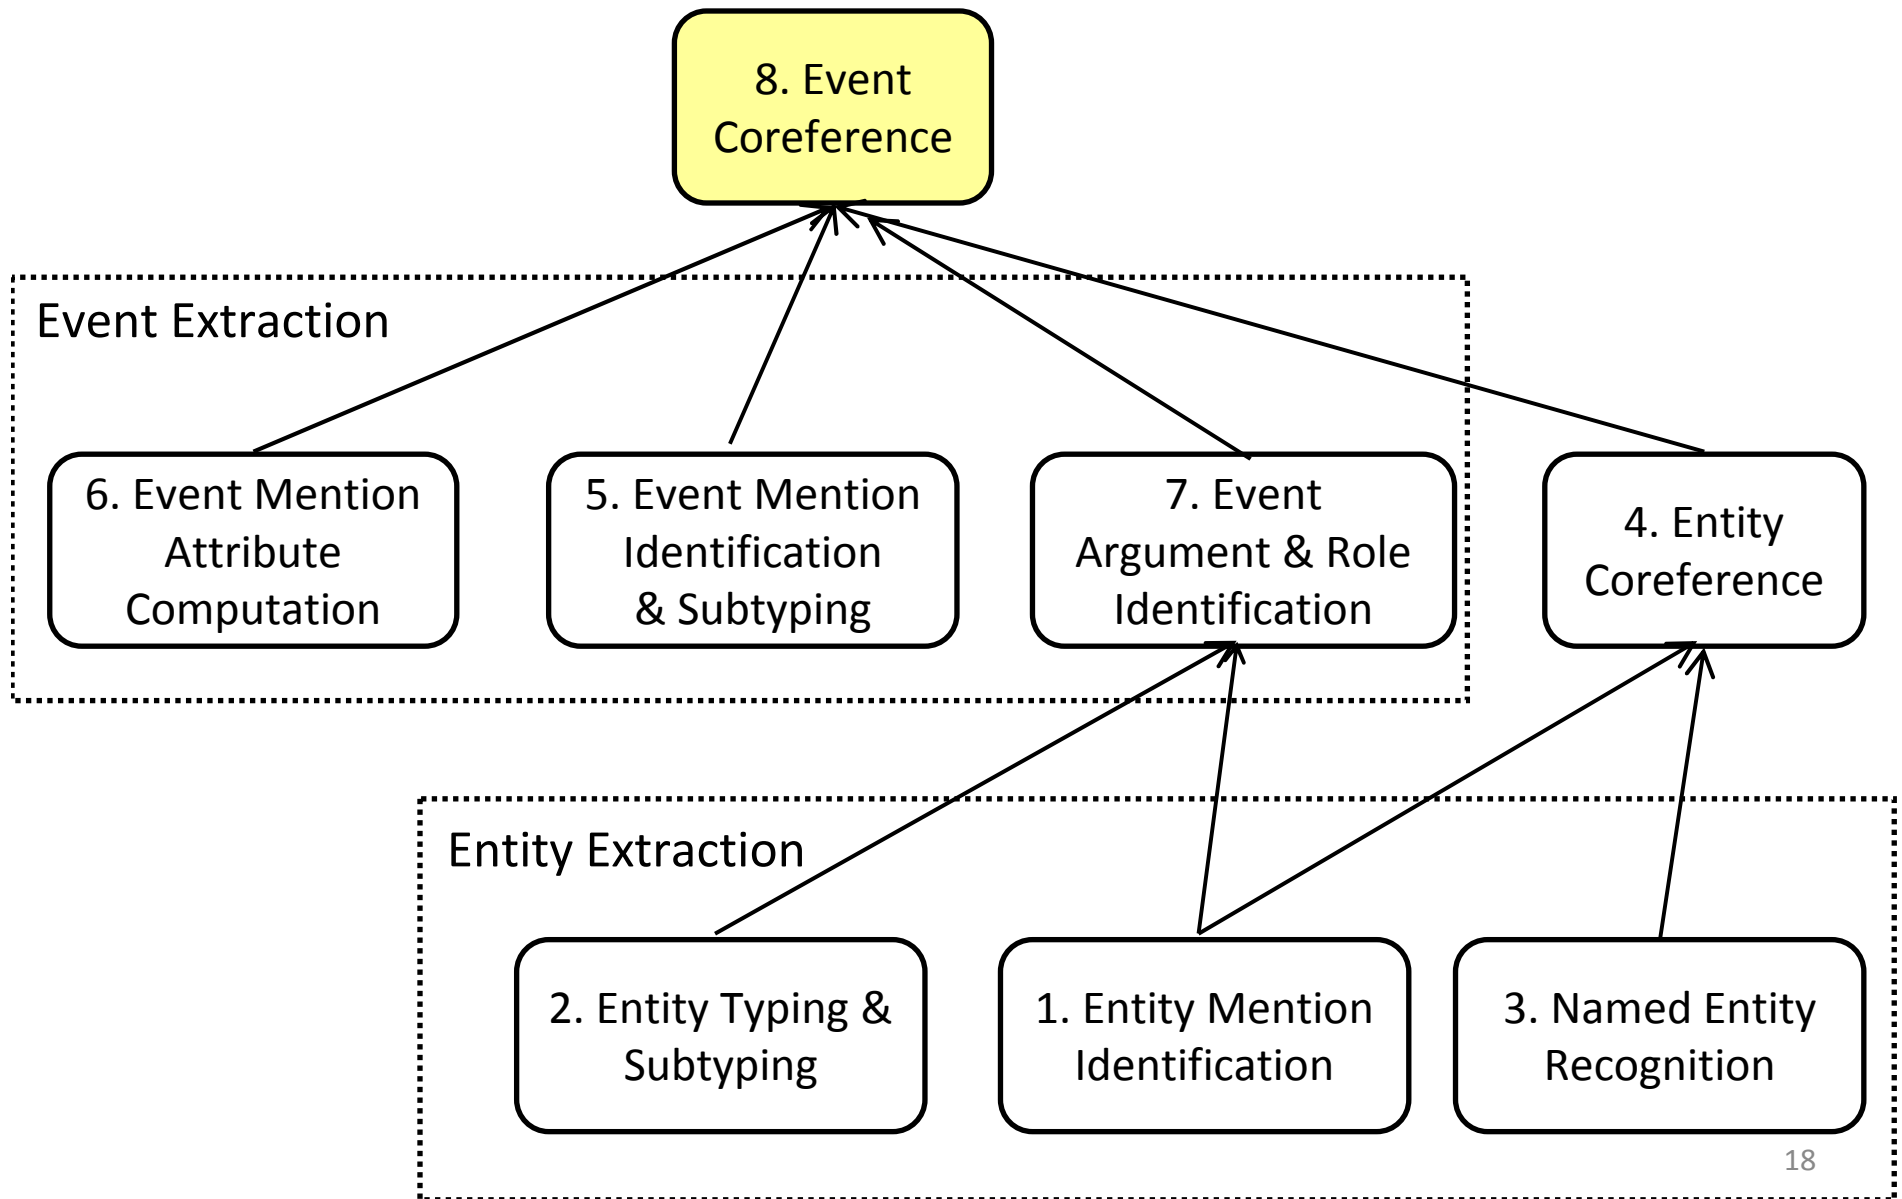 8. Event
Coreference
Event Extraction
6. Event Mention
Attribute
Computation
5. Event Mention
Identification
& Subtyping
7. Event
Argument & Role
Identification
4. Entity
Coreference
Entity Extraction
2. Entity Typing &
Subtyping
1. Entity Mention
Identification
3. Named Entity
Recognition
18